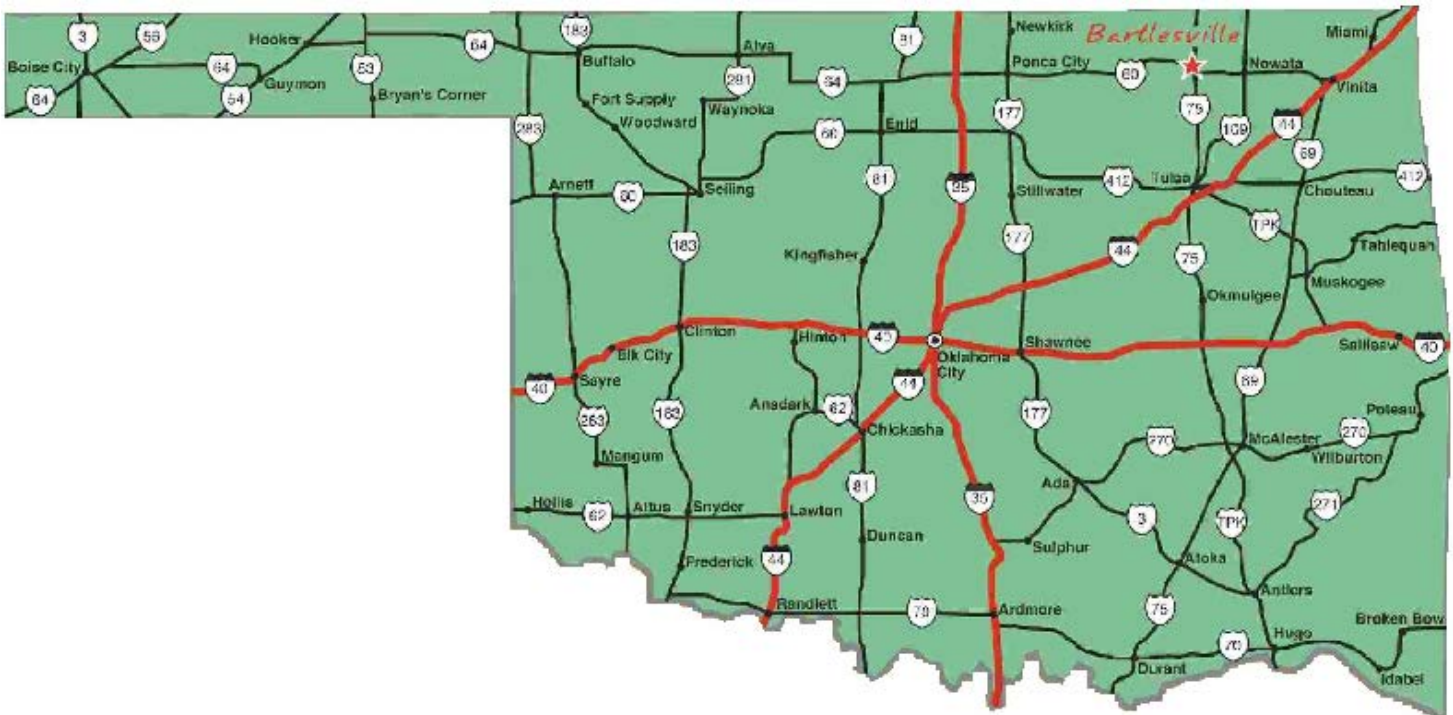 3
56
183
81
Newkirk
Bartlesville
Miami
Hooker
64
Alva
Boise City
64
53
Buffalo
281
64
Ponca City
60
Nowata
64
54
Guymon
Bryan's Corner
Fort Supply
Waynoka
Vinita
283
Woodward
60
Enid
177
75
169
44
69
Arnett
60
Seiling
81
35
Stillwater
412
Tulsa
Chouteau
412
183
177
44
75
TPK
Tahlequah
Kingfisher
Muskogee
Okmulgee
Clinton
Hinton
40
Oklahoma
City
Shawnee
Sallisaw
40
Elk City
40
Sayre
44
69
283
183
Anadark
62
Chickasha
177
Poteau
270
McAlester
270
Wilburton
Mangum
81
35
Ada
Hollis
62
Altus
Snyder
Lawton
3
TPK
271
Duncan
Sulphur
Frederick
44
Atoka
Antlers
Randlett
79
Ardmore
75
Broken Bow
70
Hugo
Durant
Idabel